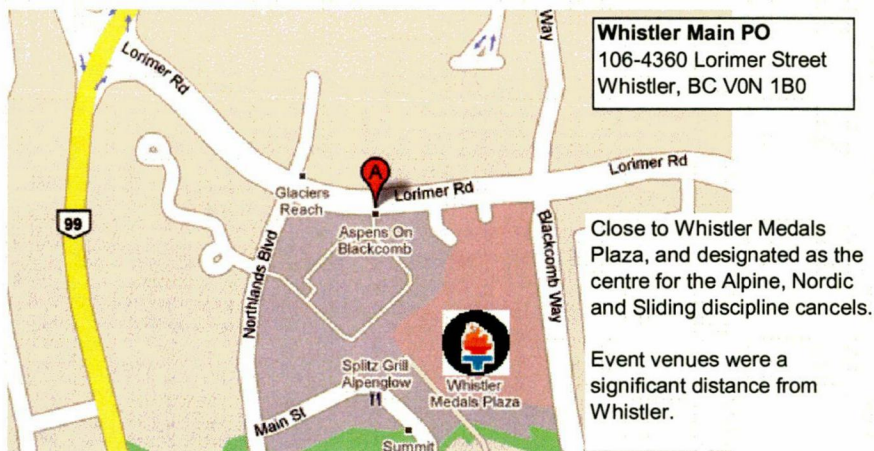 Whistler Main PO
106-4360 Lorimer Street
Whistler, BC V0N 1B0
Way
Lorimer Rd
A
Lorimer Rd
Lorimer Rd
Glaciers
Reach
99
Aspens On
Blackcomb
Northlands Blvd
Blackcomb Way
Close to Whistler Medals
Plaza, and designated as the
centre for the Alpine, Nordic
and Sliding discipline cancels.
Event venues were a
significant distance from
Whistler.
Splitz Grill
Alpenglow
Whistler
Medals Plaza
Main St
Summit